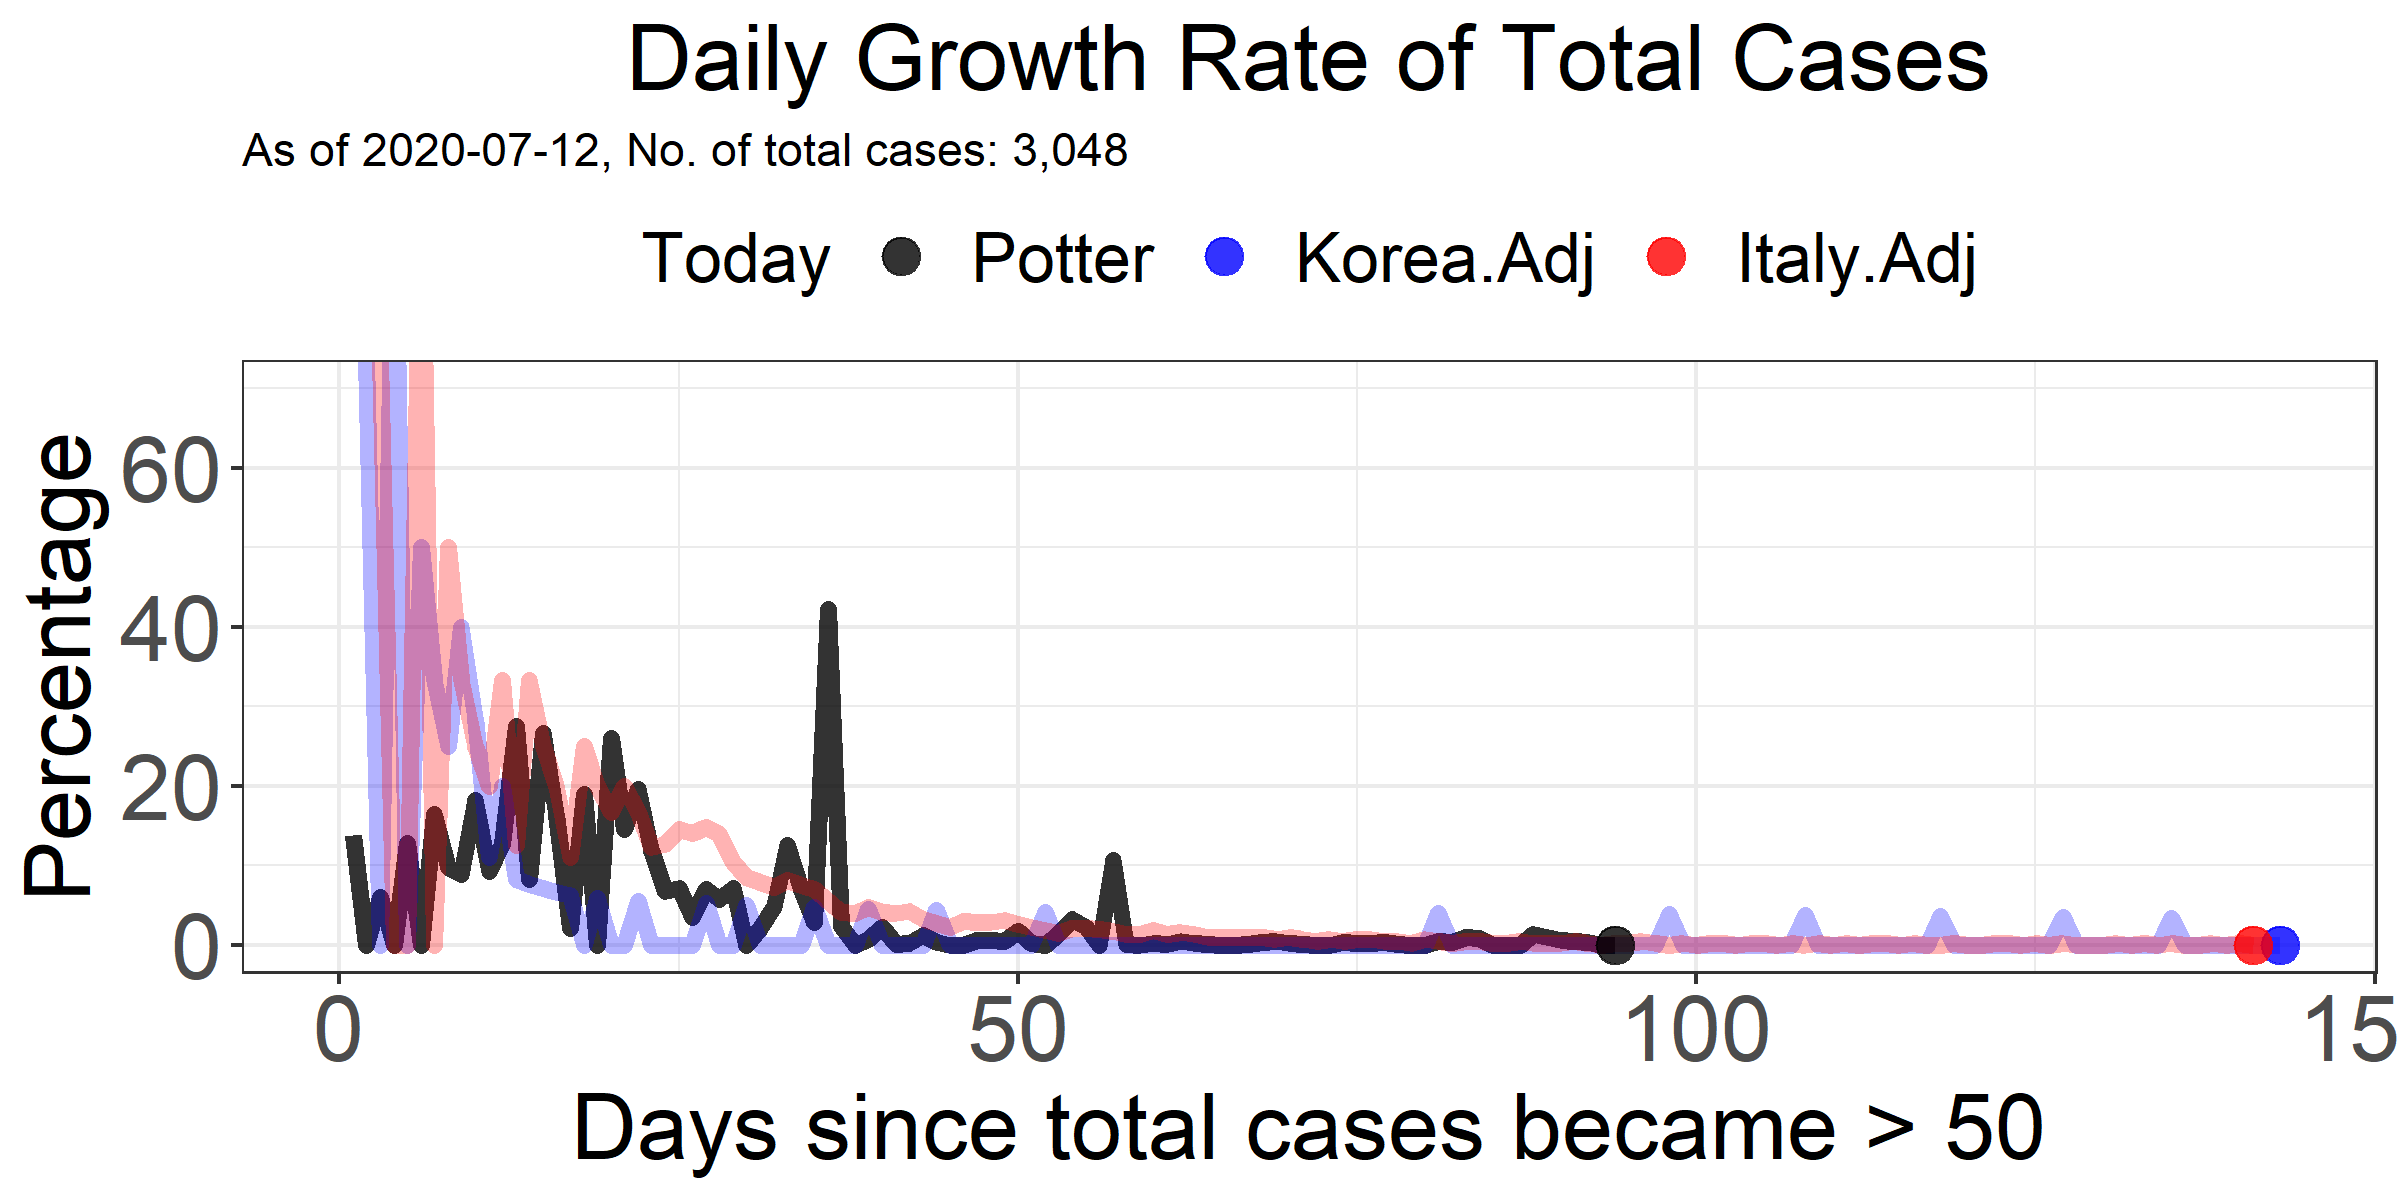 Daily Growth Rate of Total Cases
As of 2020-07-12, No. of total cases: 3,048
Today Potter Korea.Adj Italy.Adj
Percentage
60
40
20
0
0 50 100 15
Days since total cases became > 50